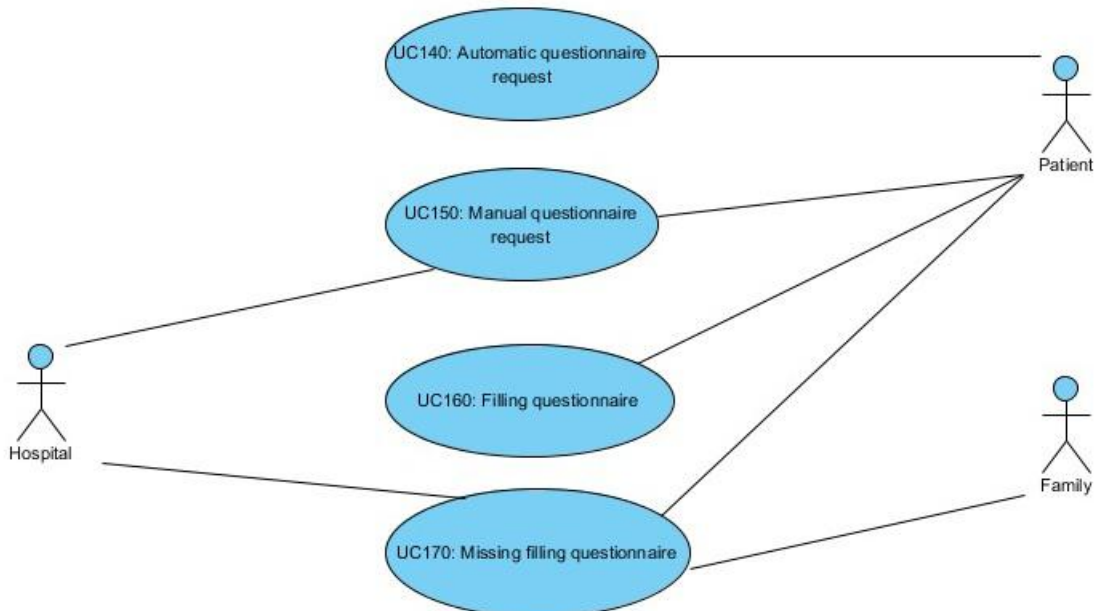 UC140: Automatic questionnaire
request
Patient
UC150: Manual questionnaire
request
UC160: Filling questionnaire
Hospital
Family
UC170: Missing filling questionnaire